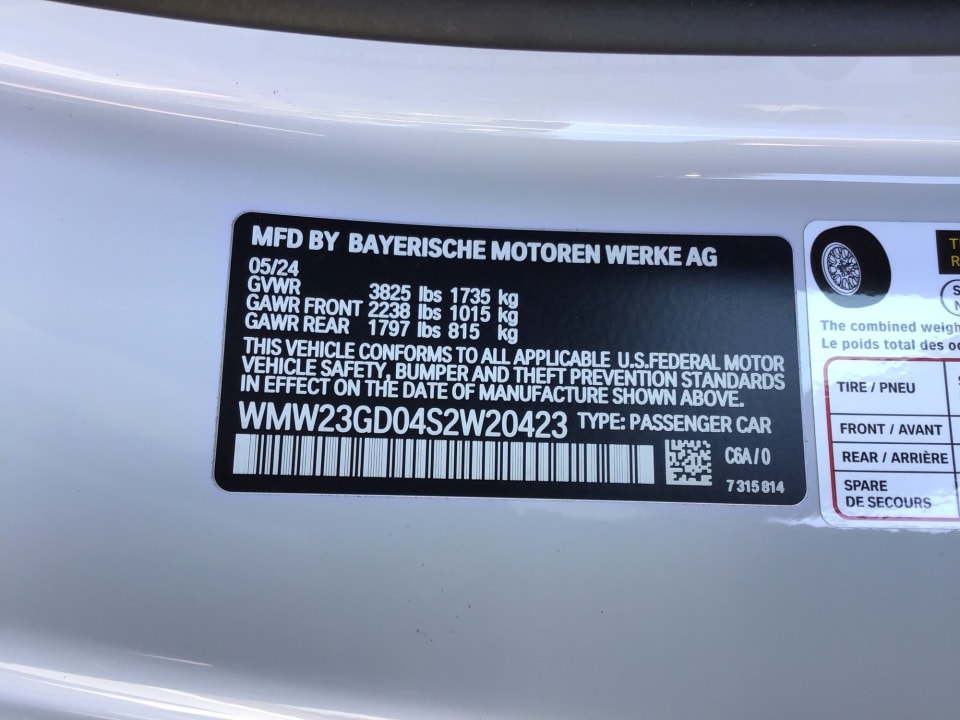 MFD BY BAYERISCHE MOTOREN WERKE AG
05/24
GVWR 3825 lbs 1735 kg
GAWR FRONT 2238 lbs 1015 kg
GAWR REAR 1797 lbs 815 kg
THIS VEHICLE CONFORMS TO ALL APPLICABLE U.S.FEDERAL MOTOR
VEHICLE SAFETY, BUMPER AND THEFT PREVENTION STANDARDS
IN EFFECT ON THE DATE OF MANUFACTURE SHOWN ABOVE.
WMW23GD04S2W20423 TYPE: PASSENGER CAR
C6A/0
7 315 814
The combined
Le poids total des
TIRE / PNEU
FRONT / AVANT
REAR / ARRIÈRE
SPARE
DE SECOURS